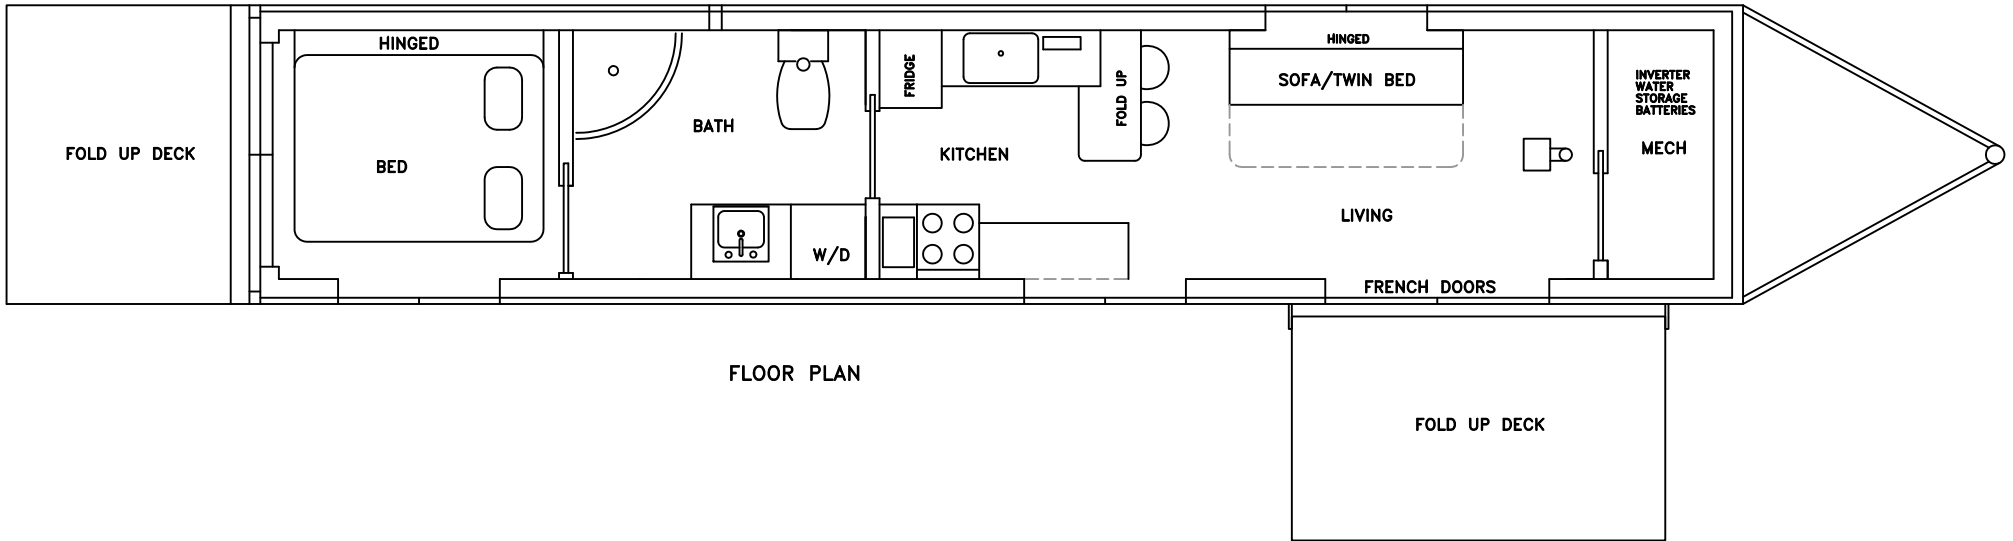 HINGED
FOLD UP DECK
BED
BATH
W/D
FRIDGE
KITCHEN
FOLD UP
HINGED
SOFA/TWIN BED
LIVING
FRENCH DOORS
INVERTER
WATER
STORAGE
BATTERIES
MECH
FLOOR PLAN
FOLD UP DECK